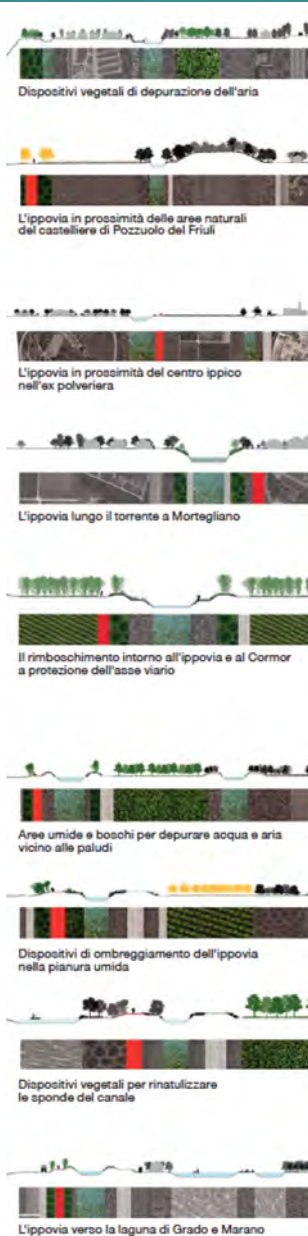 Dispositivi vegetali di depurazione dell'aria
L'ippovia in prossimità delle aree naturali
del castelliere di Pozzuolo del Friuli
L'ippovia in prossimità del centro ippico
nell'ex polveriera
L'ippovia lungo il torrente a Mortegliano
Il rimboschimento intorno all'ippovia e al Cormor
a protezione dell'asse viario
Aree umide e boschi per depurare acqua e aria
vicino alle paludi
Dispositivi di ombreggiamento dell'ippovia
nella pianura umida
Dispositivi vegetali per rinatulizzare
le sponde del canale
L'ippovia verso la laguna di Grado e Marano